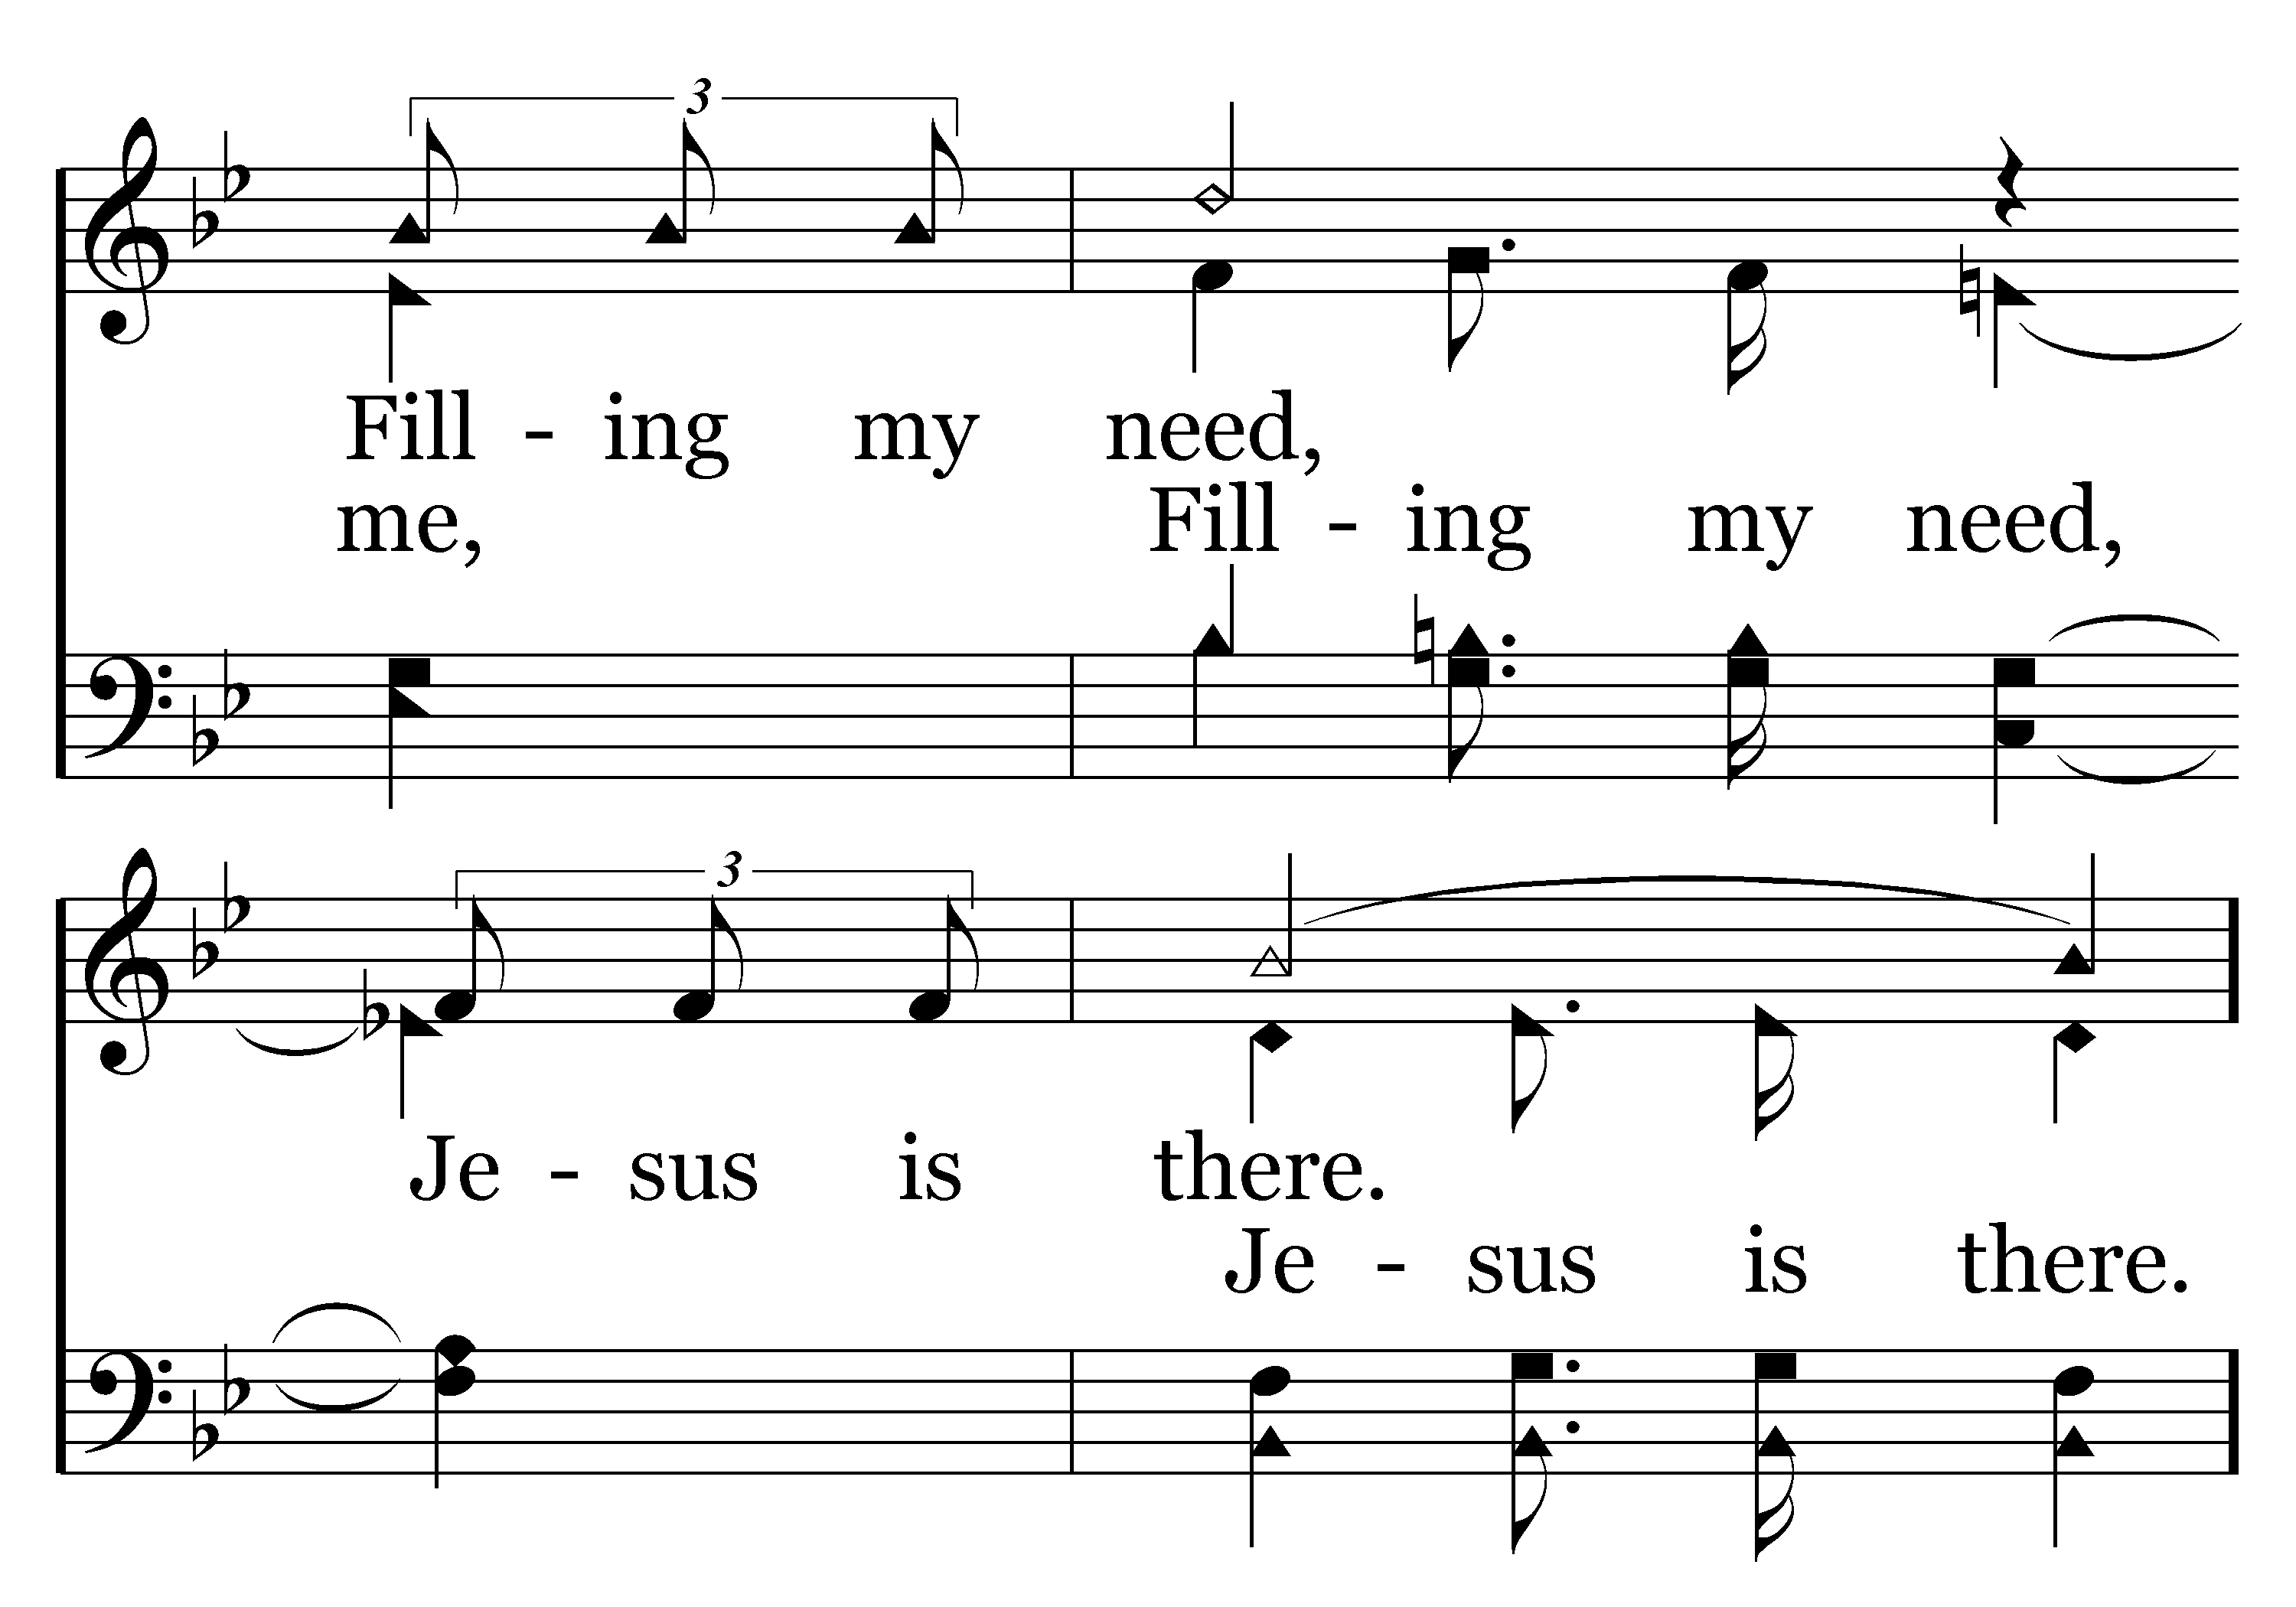 3
Fill - ing my need,
me, Fill - ing my need,
3
Je - sus is there.
Je - sus is there.